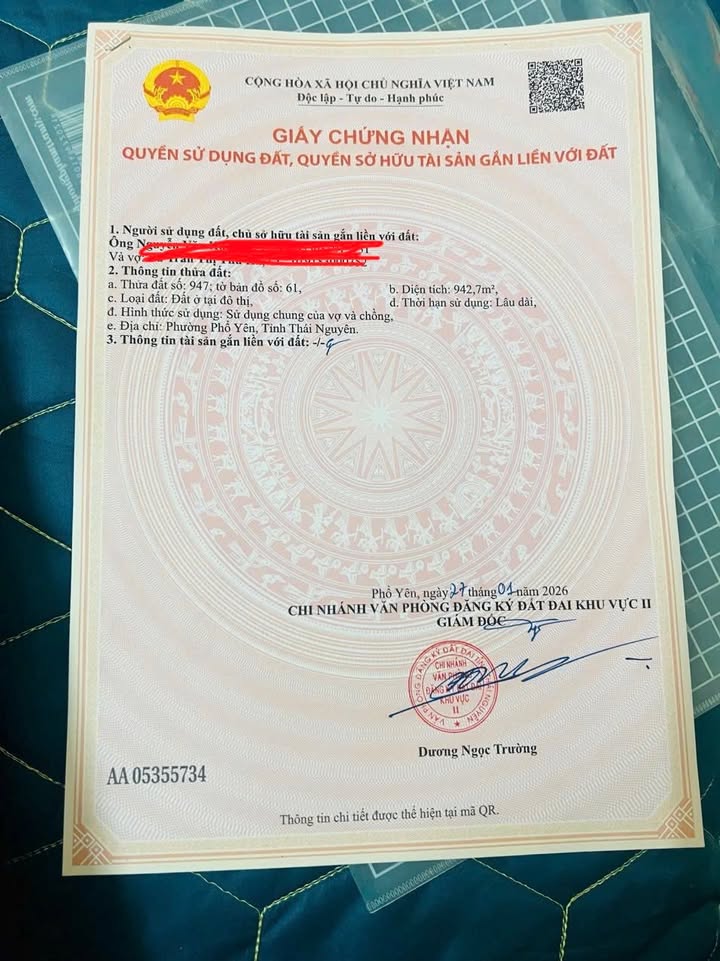 CỘNG HÒA XÃ HỘI CHỦ NGHĨA VIỆT NAM
Độc lập - Tự do - Hạnh phúc
GIẤY CHỨNG NHẬN
QUYỀN SỬ DỤNG ĐẤT, QUYỀN SỞ HỮU TÀI SẢN GẮN LIỀN VỚI ĐẤT
1. Người sử dụng đất, chủ sở hữu tài sản gắn liền với đất:
Ông
Và vợ
2. Thông tin thửa đất:
a. Thửa đất số: 947; tờ bản đồ số: 61, b. Diện tích: 942,7m²,
c. Loại đất: Đất ở tại đô thị, d. Thời hạn sử dụng: Lâu dài,
đ. Hình thức sử dụng: Sử dụng chung của vợ và chồng,
e. Địa chỉ: Phường Phổ Yên, Tỉnh Thái Nguyên.
3. Thông tin tài sản gắn liền với đất: -/-
Phổ Yên, ngày 27 tháng 01 năm 2026
CHI NHÁNH VĂN PHÒNG ĐĂNG KÝ ĐẤT ĐAI KHU VỰC II
GIÁM ĐỐC
CHI NHÁNH
VĂN PHÒNG
KHU VỰC
II
Dương Ngọc Trường
AA 05355734
Thông tin chi tiết được thể hiện tại mã QR.